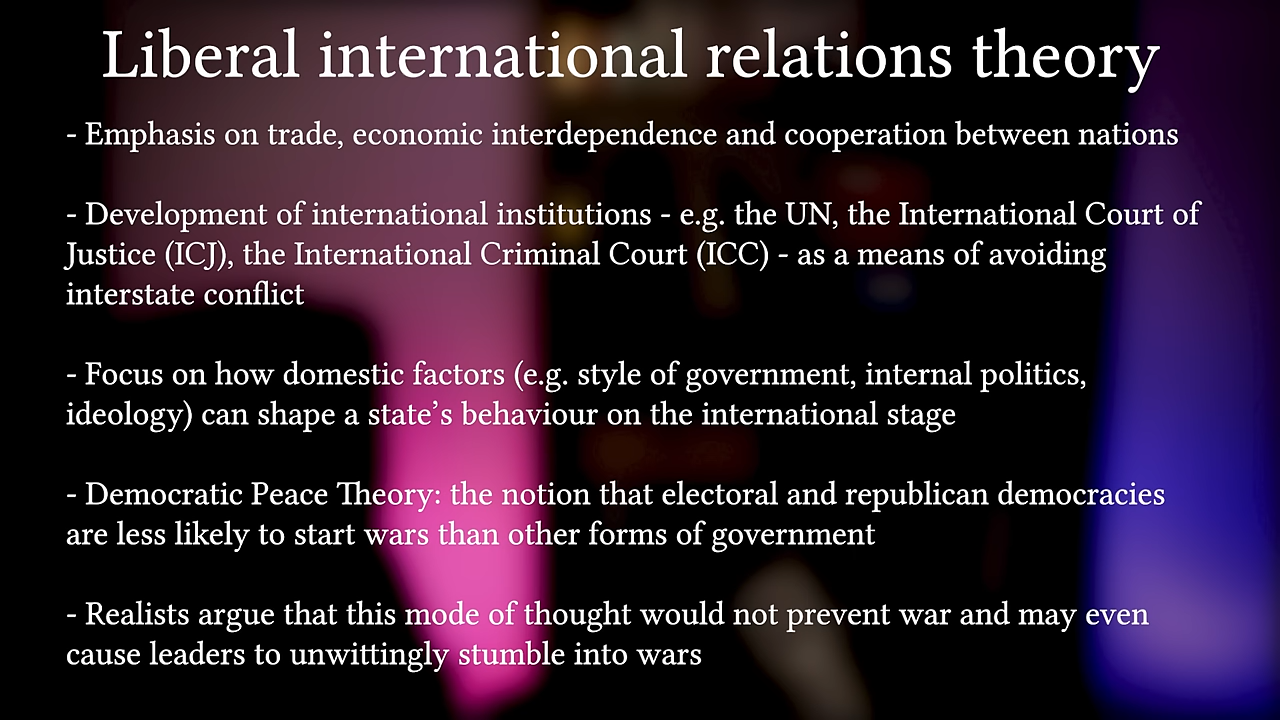 Liberal international relations theory
- Emphasis on trade, economic interdependence and cooperation between nations
- Development of international institutions - e.g. the UN, the International Court of
Justice (ICJ), the International Criminal Court (ICC) - as a means of avoiding
interstate conflict
- Focus on how domestic factors (e.g. style of government, internal politics,
ideology) can shape a state’s behaviour on the international stage
- Democratic Peace Theory: the notion that electoral and republican democracies
are less likely to start wars than other forms of government
- Realists argue that this mode of thought would not prevent war and may even
cause leaders to unwittingly stumble into wars